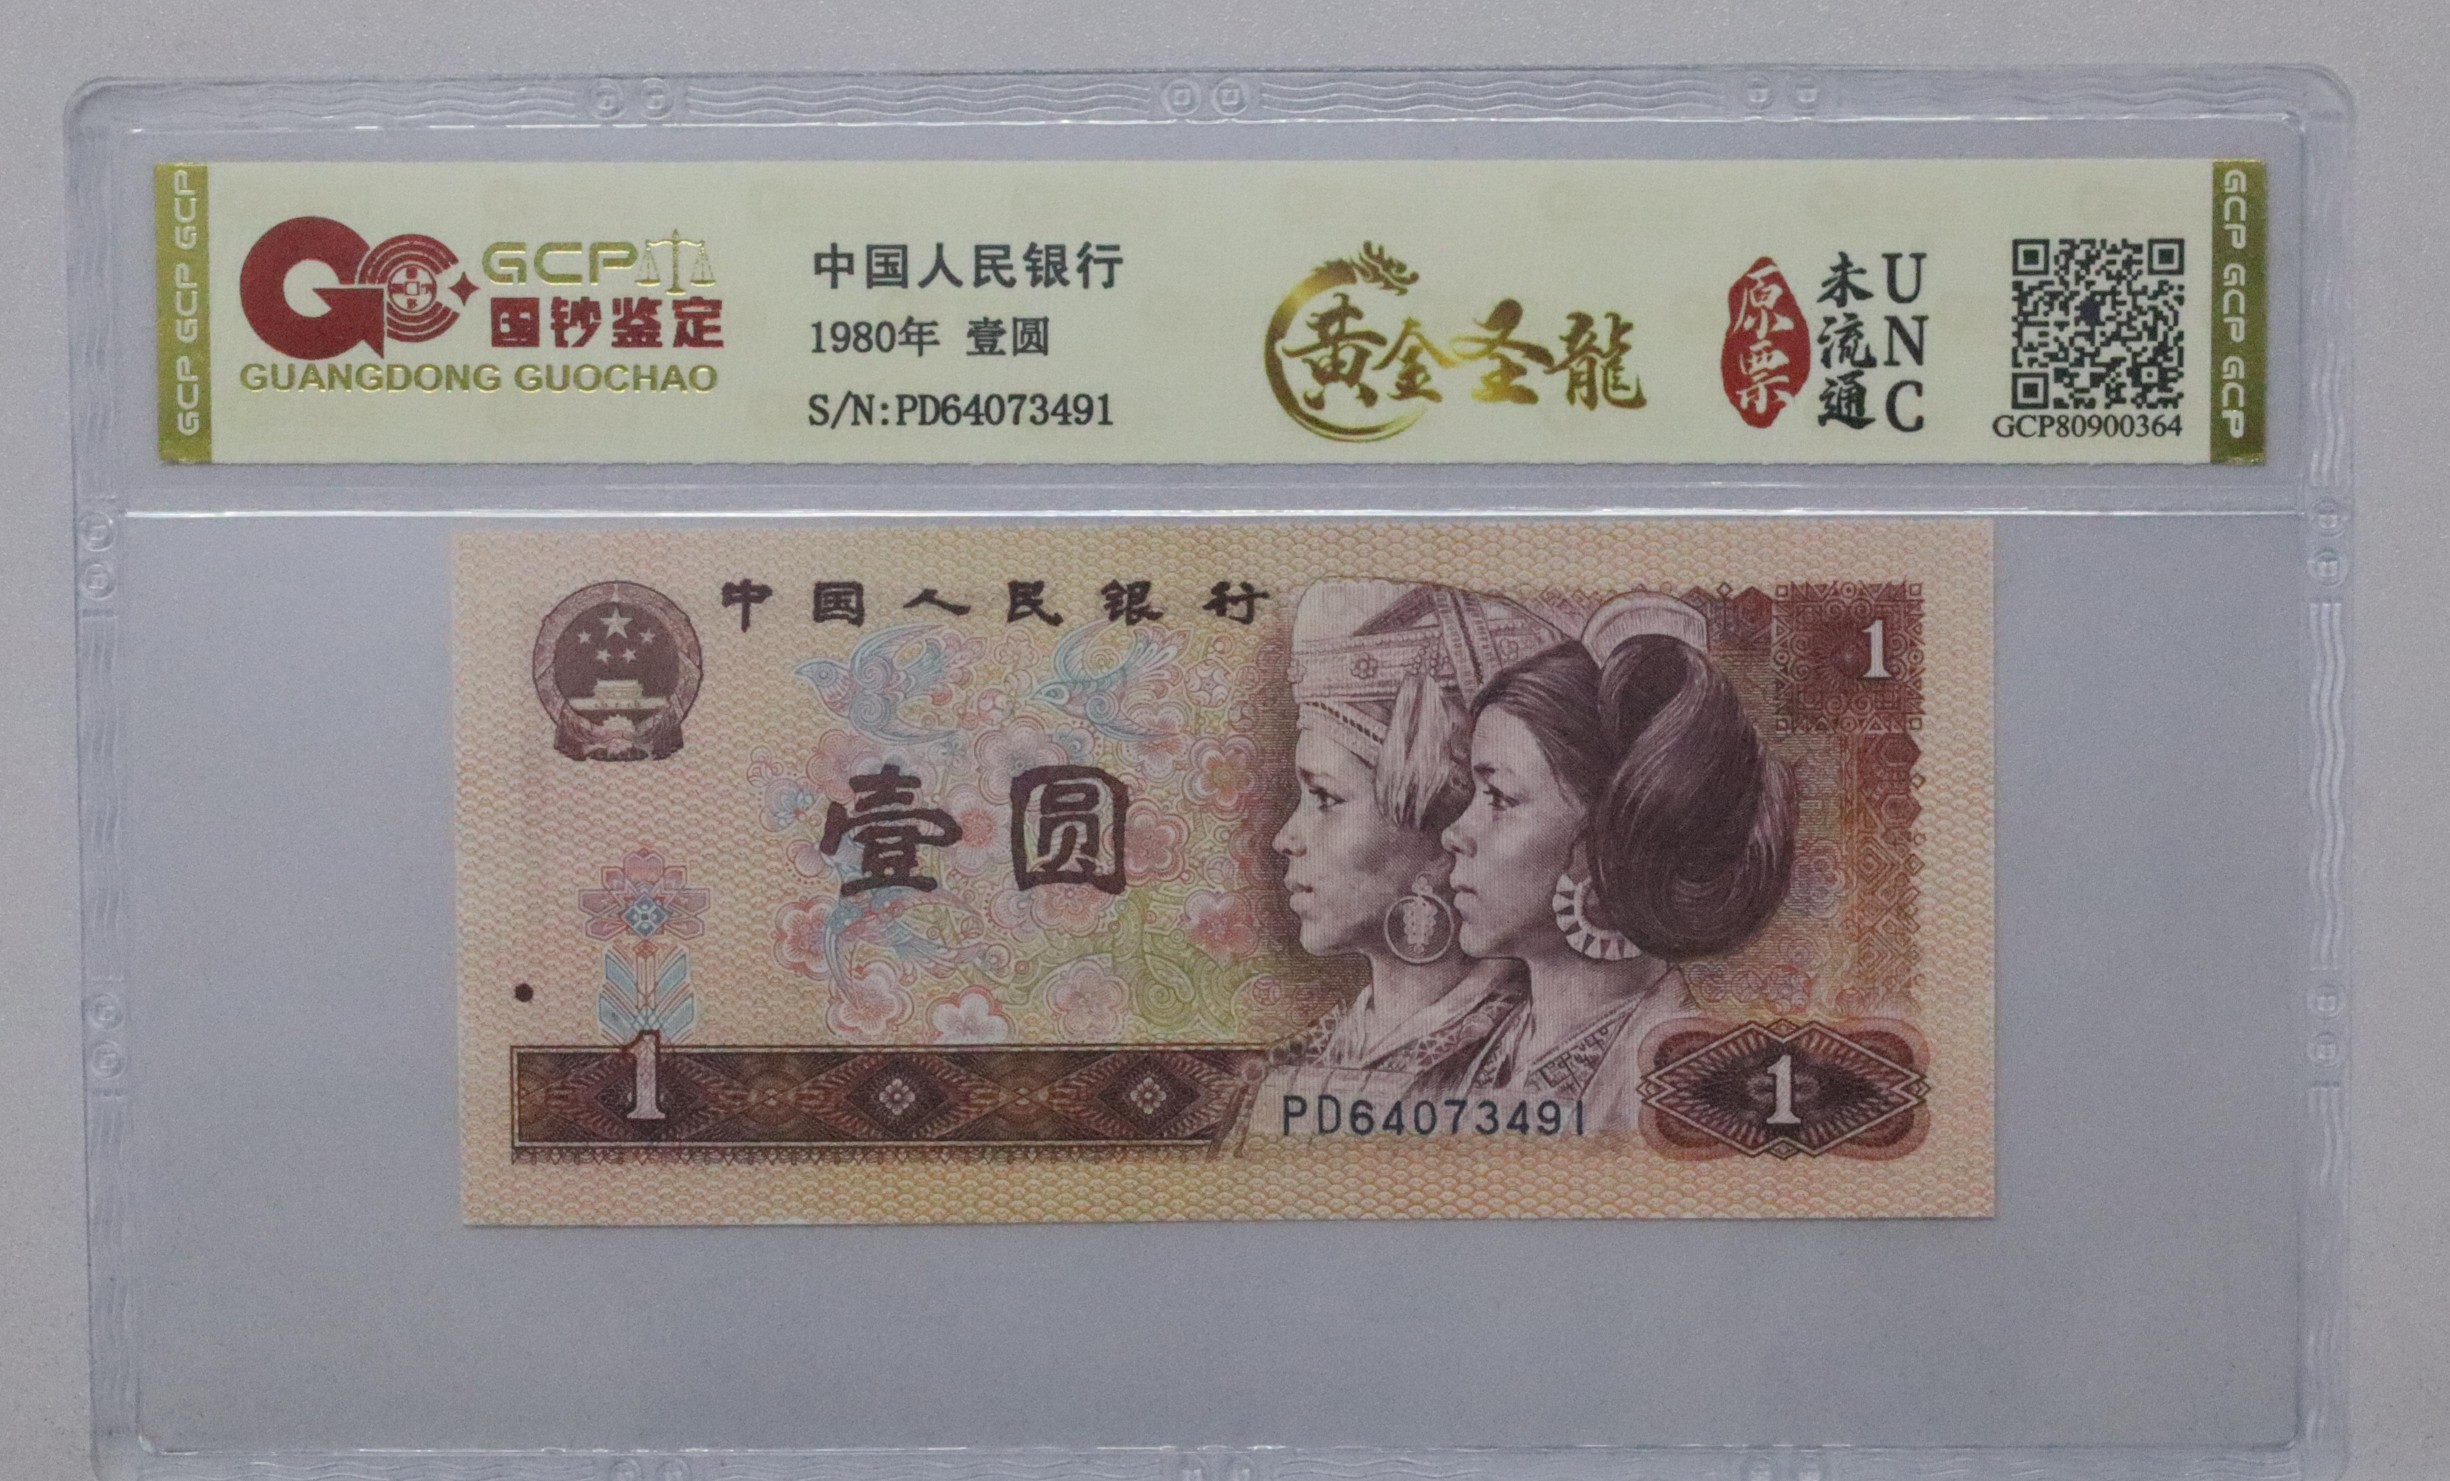 GCP GCP GCP
GCP
国钞鉴定
GUANGDONG GUOCHAO
中国人民银行
1980年 壹圆
S/N:PD64073491
黄金圣龍
原票
未流通
UNC
GCP80900364
GCP GCP GCP
中国人民银行
1
壹圆
1
PD64073491
1